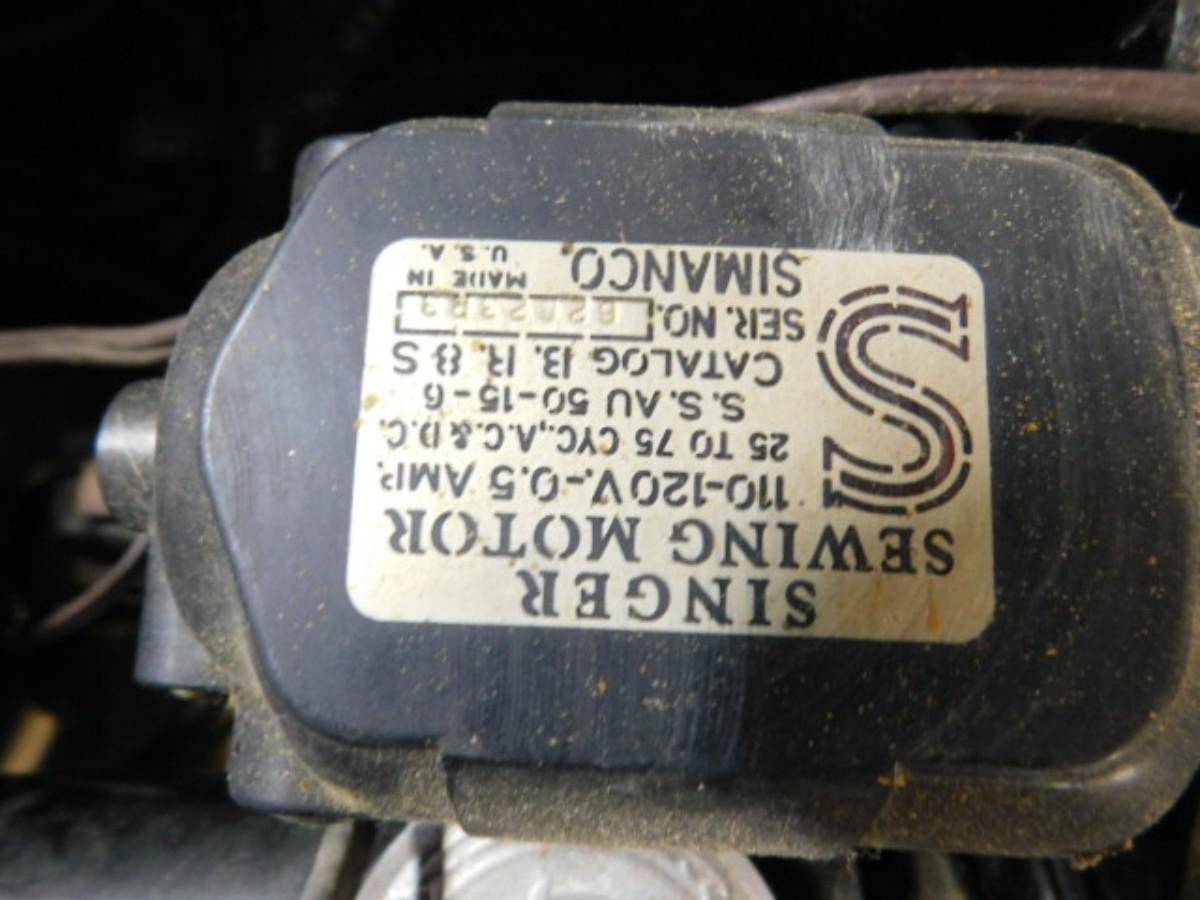 SINGER
SEWING MOTOR
S
110-120V.-0.5 AMP.
25 TO 75 CYC., A.C. & D.C.
S.S. AU 50-15-6
CATALOG B. R. 8 S
SER. NO.
SIMANCO,
MADE IN
U. S. A.